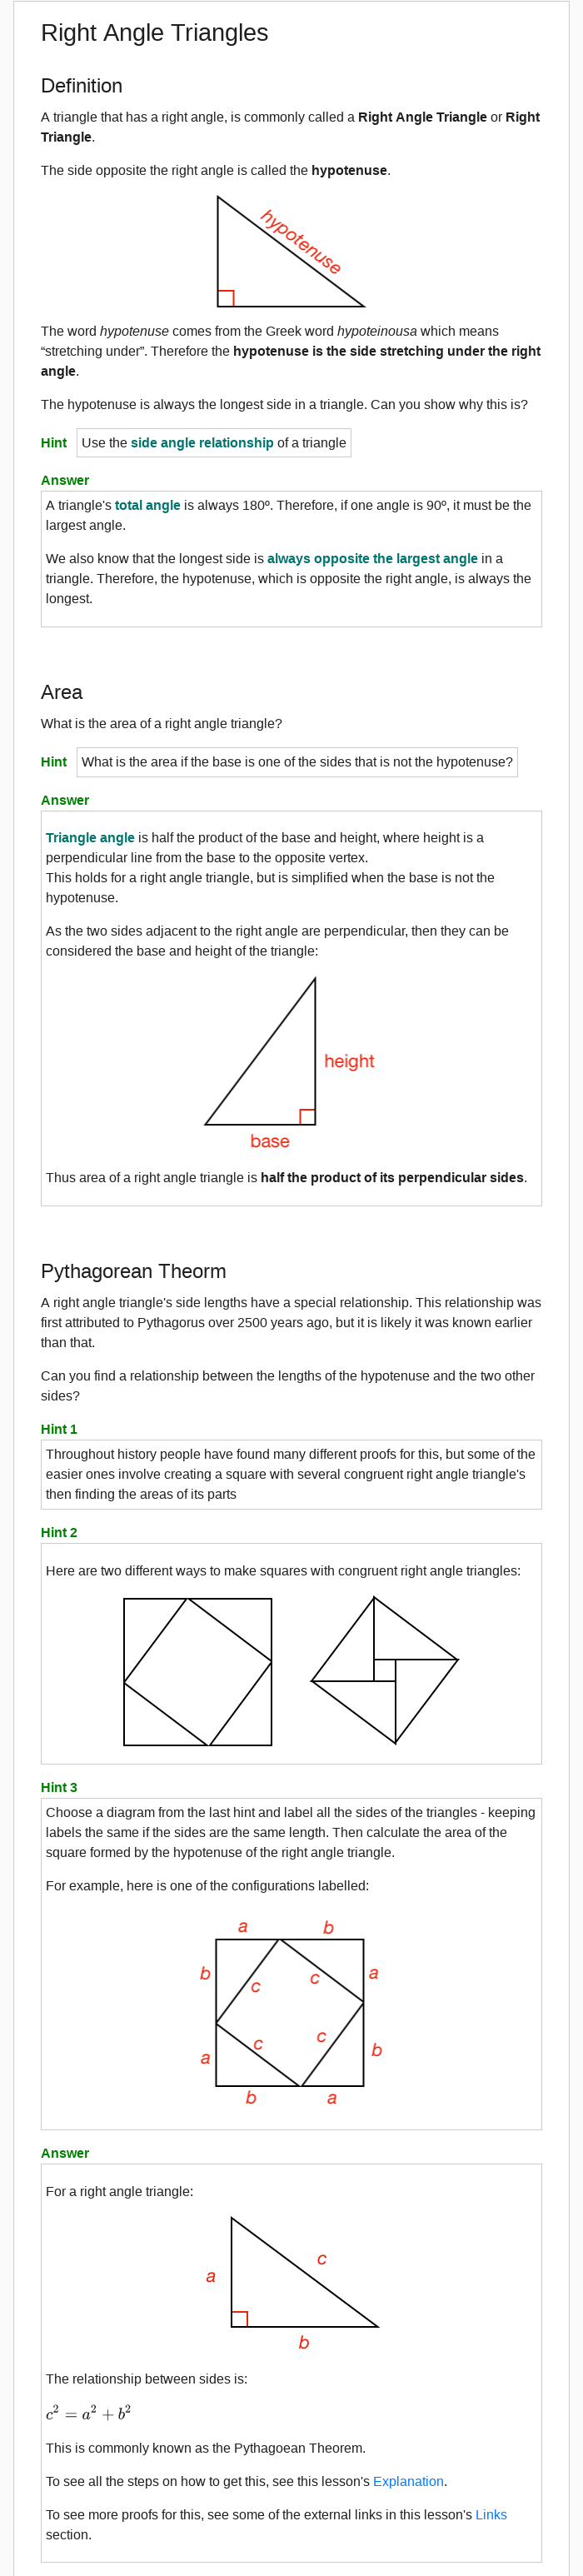 Right Angle Triangles
Definition
A triangle that has a right angle, is commonly called a Right Angle Triangle or Right
Triangle.
The side opposite the right angle is called the hypotenuse.
hypotenuse
The word hypotenuse comes from the Greek word hypoteinousa which means
“stretching under”. Therefore the hypotenuse is the side stretching under the right
angle.
The hypotenuse is always the longest side in a triangle. Can you show why this is?
Hint Use the side angle relationship of a triangle
Answer
A triangle's total angle is always 180º. Therefore, if one angle is 90º, it must be the
largest angle.
We also know that the longest side is always opposite the largest angle in a
triangle. Therefore, the hypotenuse, which is opposite the right angle, is always the
longest.
Area
What is the area of a right angle triangle?
Hint What is the area if the base is one of the sides that is not the hypotenuse?
Answer
Triangle angle is half the product of the base and height, where height is a
perpendicular line from the base to the opposite vertex.
This holds for a right angle triangle, but is simplified when the base is not the
hypotenuse.
As the two sides adjacent to the right angle are perpendicular, then they can be
considered the base and height of the triangle:
height
base
Thus area of a right angle triangle is half the product of its perpendicular sides.
Pythagorean Theorm
A right angle triangle's side lengths have a special relationship. This relationship was
first attributed to Pythagorus over 2500 years ago, but it is likely it was known earlier
than that.
Can you find a relationship between the lengths of the hypotenuse and the two other
sides?
Hint 1
Throughout history people have found many different proofs for this, but some of the
easier ones involve creating a square with several congruent right angle triangle's
then finding the areas of its parts
Hint 2
Here are two different ways to make squares with congruent right angle triangles:
Hint 3
Choose a diagram from the last hint and label all the sides of the triangles - keeping
labels the same if the sides are the same length. Then calculate the area of the
square formed by the hypotenuse of the right angle triangle.
For example, here is one of the configurations labelled:
a b
b c c a
a c c b
b a
Answer
For a right angle triangle:
c
a
b
The relationship between sides is:
c² = a² + b²
This is commonly known as the Pythagoean Theorem.
To see all the steps on how to get this, see this lesson's Explanation.
To see more proofs for this, see some of the external links in this lesson's Links
section.